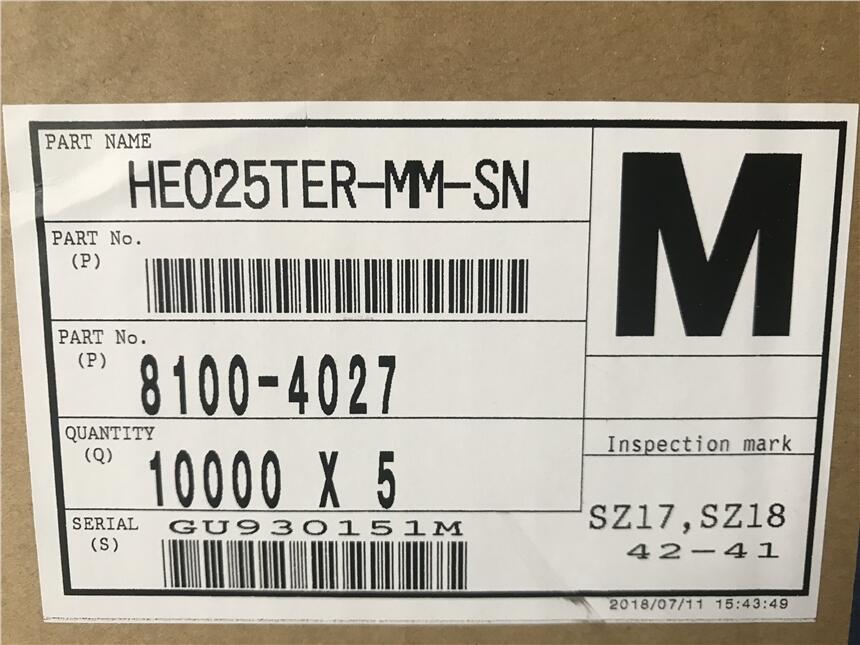 PART NAME
HE025TER-MM-SN
M
PART No.
(P)
PART No.
(P)
8100-4027
QUANTITY
(Q)
10000 X 5
Inspection mark
SERIAL
(S)
GU930151M
SZ17,SZ18
42-41
2018/07/11 15:43:49